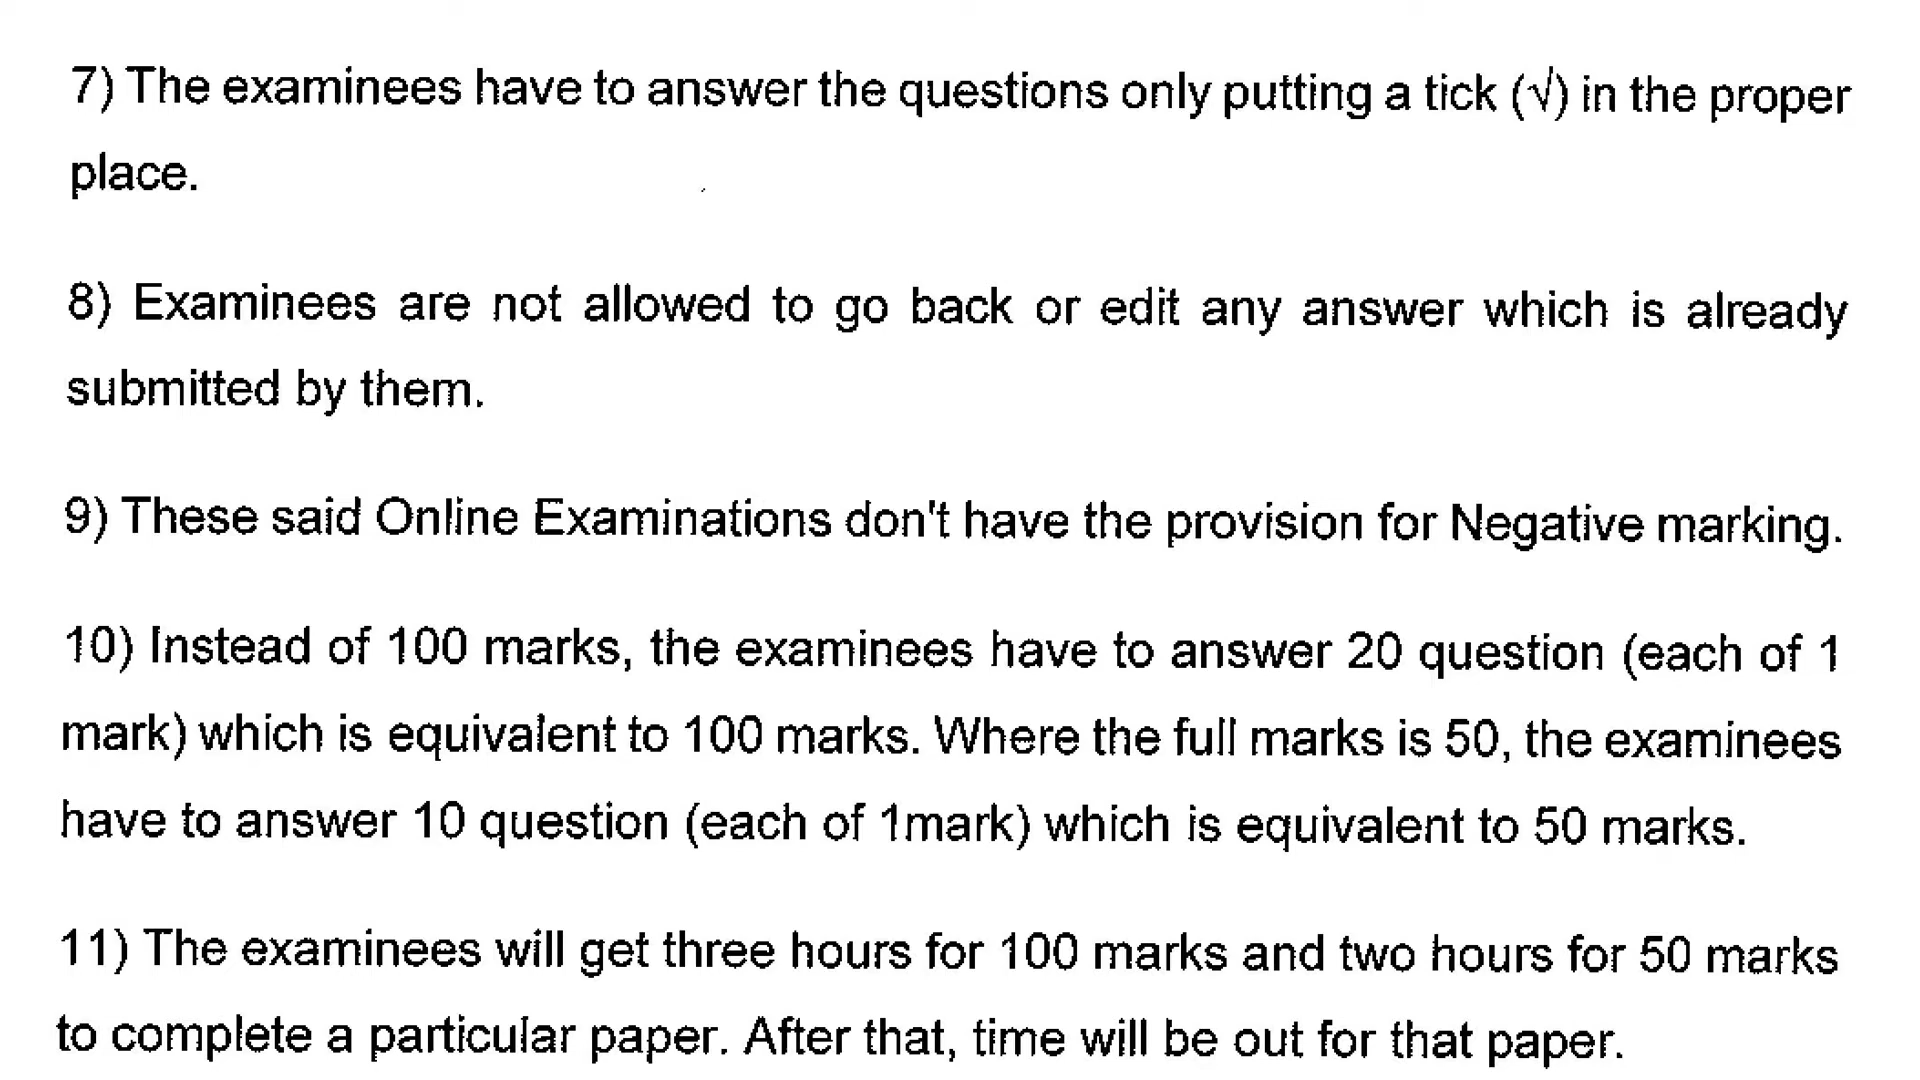 7) The examinees have to answer the questions only putting a tick (√) in the proper
place.
8) Examinees are not allowed to go back or edit any answer which is already
submitted by them.
9) These said Online Examinations don't have the provision for Negative marking.
10) Instead of 100 marks, the examinees have to answer 20 question (each of 1
mark) which is equivalent to 100 marks. Where the full marks is 50, the examinees
have to answer 10 question (each of 1mark) which is equivalent to 50 marks.
11) The examinees will get three hours for 100 marks and two hours for 50 marks
to complete a particular paper. After that, time will be out for that paper.